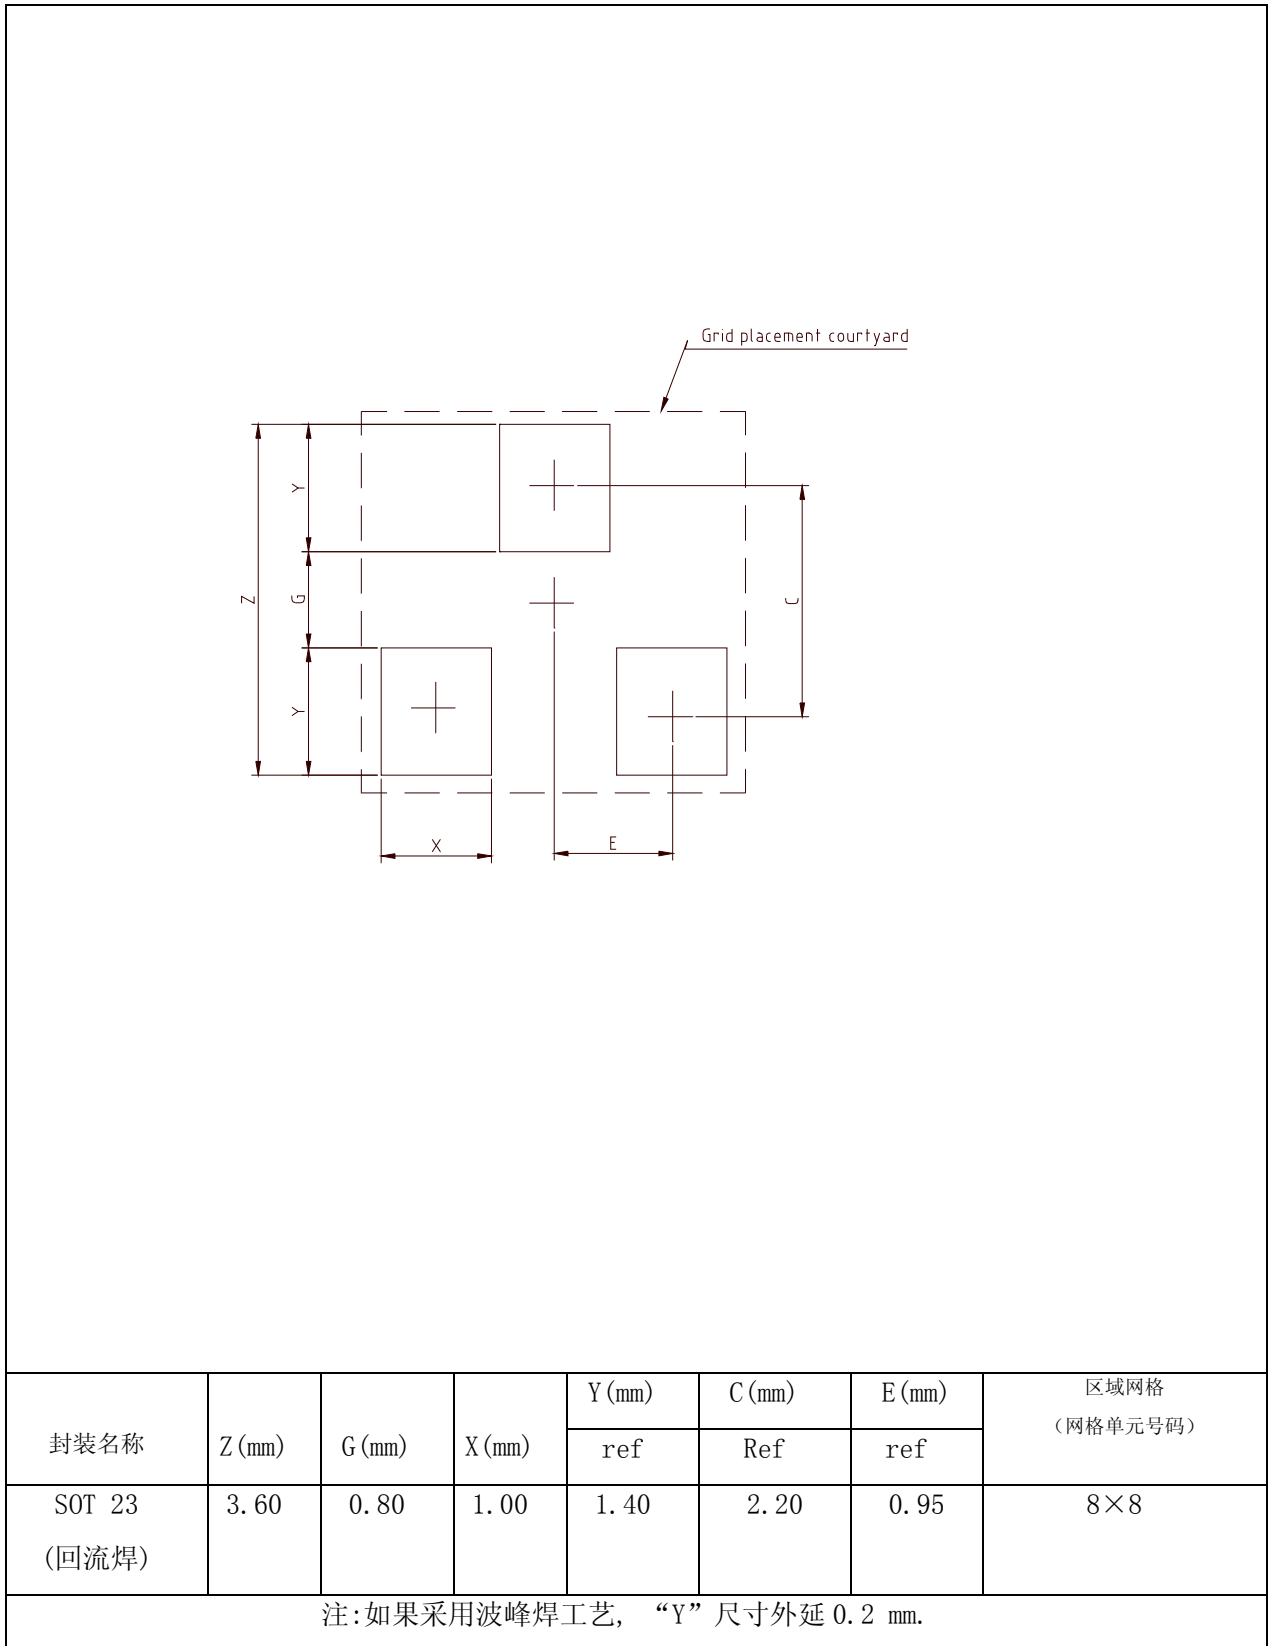 Grid placement courtyard
Y
Z
G
C
Y
X
E
封装名称
Z(mm)
G(mm)
X(mm)
Y(mm)
C(mm)
E(mm)
区域网格
(网格单元号码)
ref
Ref
ref
SOT 23
(回流焊)
3.60
0.80
1.00
1.40
2.20
0.95
8×8
注:如果采用波峰焊工艺, “Y”尺寸外延 0.2 mm.